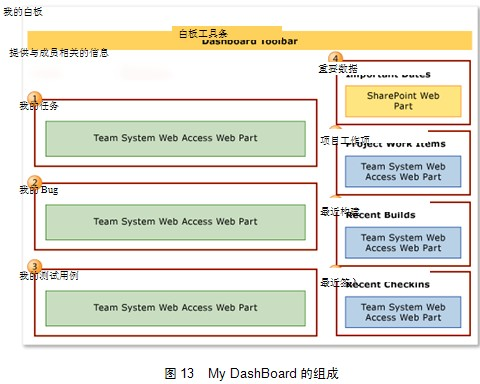 我的白板
白板工具条
Dashboard Toolbar
提供与成员相关的信息
4
重要数据
Important Dates
SharePoint Web
Part
1
我的任务
Team System Web Access Web Part
项目工作项
Project Work Items
Team System Web
Access Web Part
2
我的Bug
Team System Web Access Web Part
最近构建
Recent Builds
Team System Web
Access Web Part
3
我的测试用例
Team System Web Access Web Part
最近签入
Recent Checkins
Team System Web
Access Web Part
图 13 My DashBoard 的组成